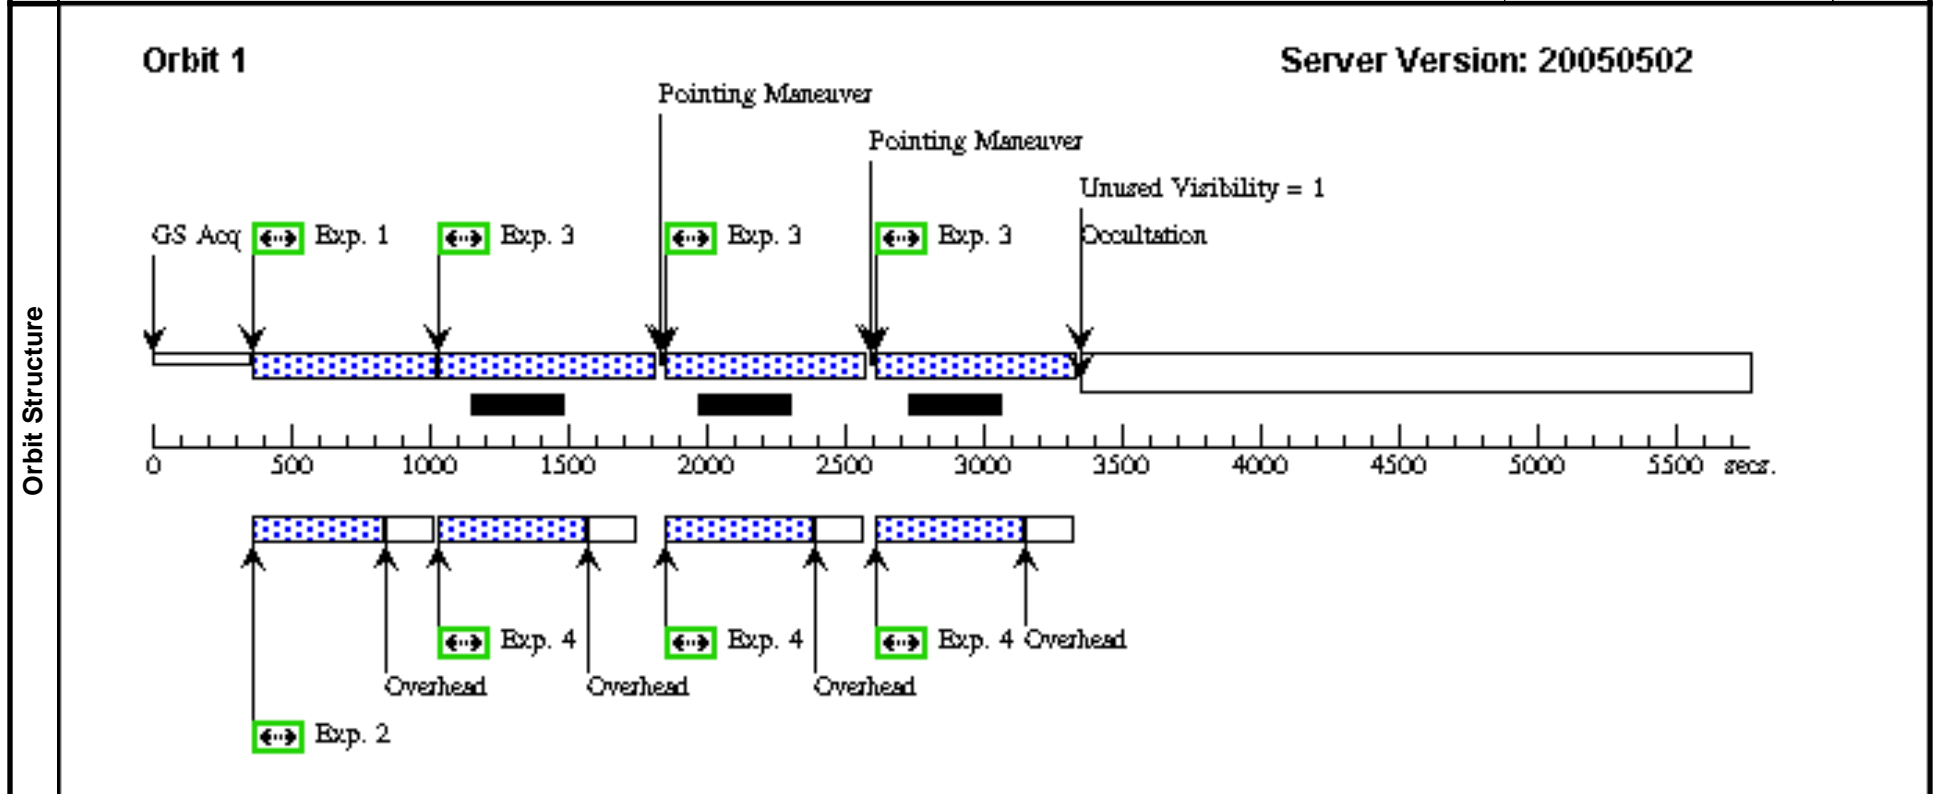 Orbit Structure
Orbit 1
Server Version: 20050502
Pointing Maneuver
Pointing Maneuver
Unused Visibility = 1
GS Acq Exp. 1 Exp. 3 Exp. 3 Exp. 3 Occultation
0 500 1000 1500 2000 2500 3000 3500 4000 4500 5000 5500 secs.
Exp. 4 Exp. 4 Exp. 4 Overhead
Overhead Overhead Overhead
Exp. 2